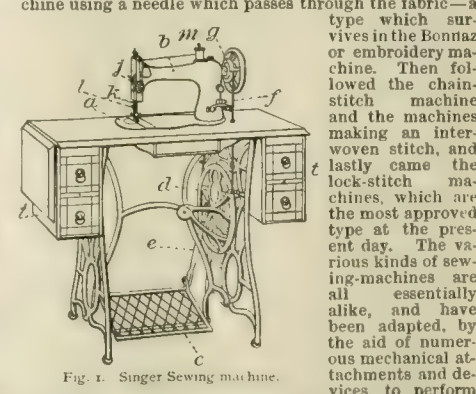 chine using a needle which passes through the fabric—a
type which sur-
vives in the Bonnaz
or embroidery ma-
chine. Then fol-
lowed the chain-
stitch machine
and the machines
making an inter-
woven stitch, and
lastly came the
lock-stitch ma-
chines, which are
the most approved
type at the pres-
ent day. The va-
rious kinds of sew-
ing-machines are
all essentially
alike, and have
been adapted, by
the aid of numer-
ous mechanical at-
tachments and de-
vices, to perform
b m g
j
l k
a f
t
d
t
e
c
Fig. 1. Singer Sewing machine.